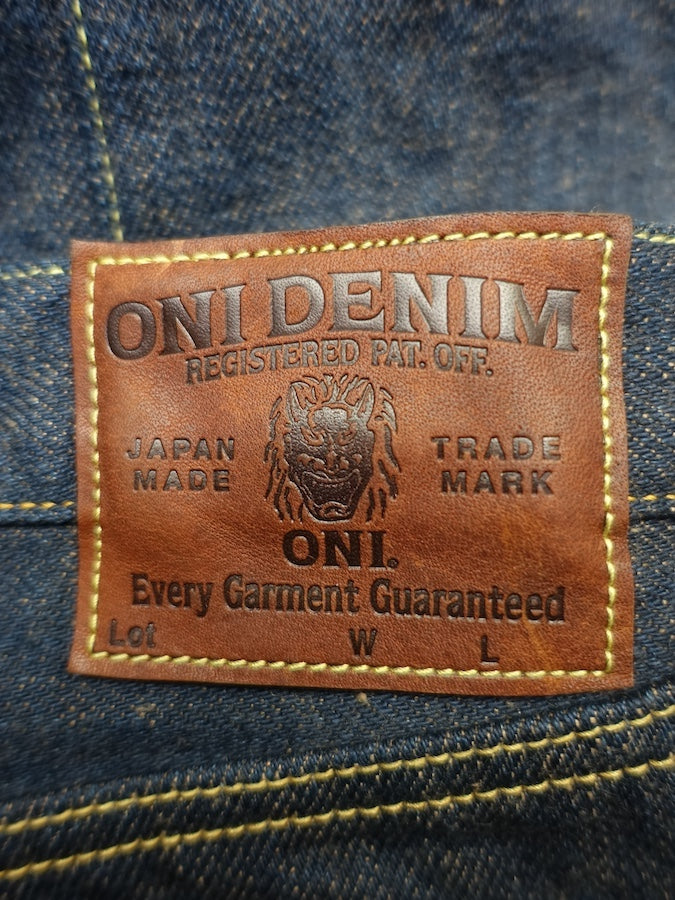 ONI DENIM
REGISTERED PAT. OFF.
JAPAN MADE
TRADE MARK
ONI.
Every Garment Guaranteed
Lot W L